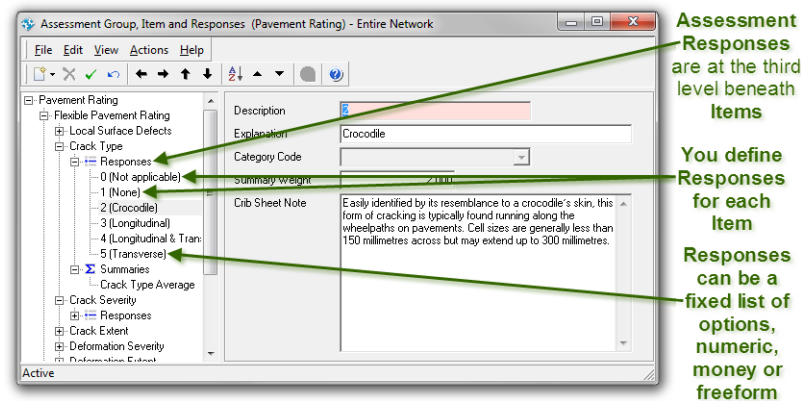 Assessment Group, Item and Responses (Pavement Rating) - Entire Network
File Edit View Actions Help
Pavement Rating
Flexible Pavement Rating
Local Surface Defects
Crack Type
Responses
0 (Not applicable)
1 (None)
2 (Crocodile)
3 (Longitudinal)
4 (Longitudinal & Tran:
5 (Transverse)
Summaries
Crack Type Average
Crack Severity
Responses
Crack Extent
Deformation Severity
Deformation Extent
Description
2
Explanation
Crocodile
Category Code
Summary Weight
2.000
Crib Sheet Note
Easily identified by its resemblance to a crocodile's skin, this
form of cracking is typically found running along the
wheelpaths on pavements. Cell sizes are generally less than
150 millimetres across but may extend up to 300 millimetres.
Active
Assessment
Responses
are at the third
level beneath
Items
You define
Responses
for each
Item
Responses
can be a
fixed list of
options,
numeric,
money or
freeform